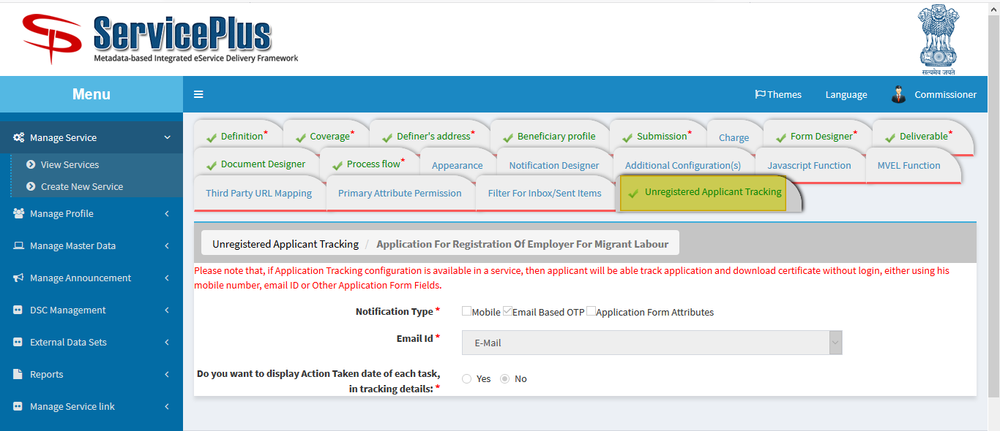 ServicePlus
Metadata-based Integrated eService Delivery Framework
सत्यमेव जयते
Menu
Themes Language Commissioner
Manage Service
View Services
Create New Service
Manage Profile
Manage Master Data
Manage Announcement
DSC Management
External Data Sets
Reports
Manage Service link
Definition* Coverage* Definer's address* Beneficiary profile Submission* Charge Form Designer* Deliverable*
Document Designer Process flow* Appearance Notification Designer Additional Configuration(s) Javascript Function MVEL Function
Third Party URL Mapping Primary Attribute Permission Filter For Inbox/Sent Items Unregistered Applicant Tracking
Unregistered Applicant Tracking / Application For Registration Of Employer For Migrant Labour
Please note that, if Application Tracking configuration is available in a service, then applicant will be able track application and download certificate without login, either using his
mobile number, email ID or Other Application Form Fields.
Notification Type * Mobile Email Based OTP Application Form Attributes
Email Id * E-Mail
Do you want to display Action Taken date of each task,
in tracking details: * Yes No